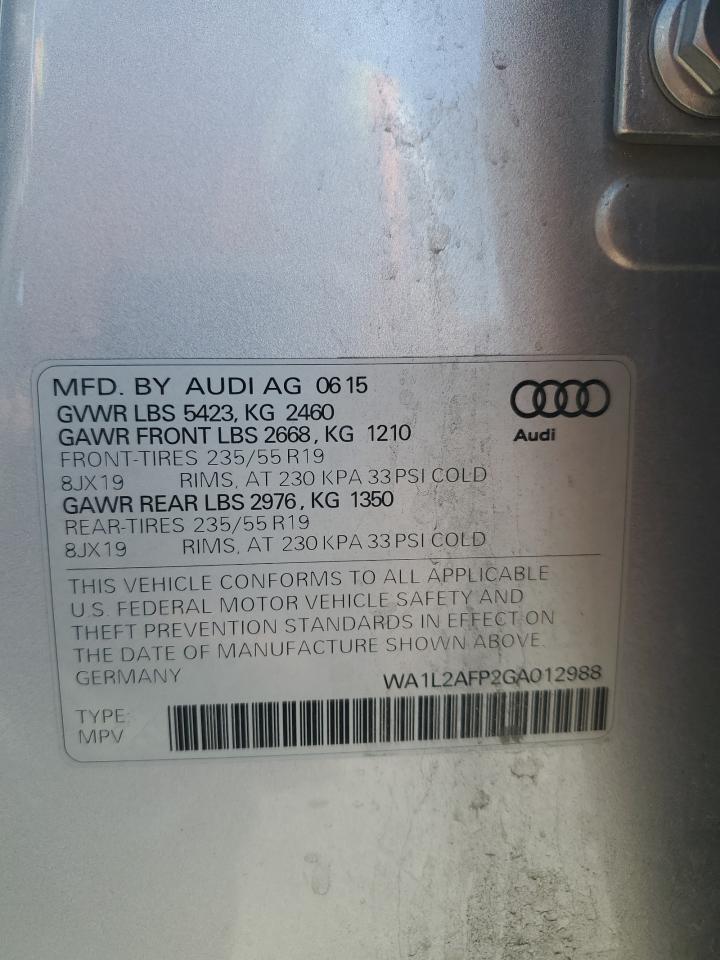 MFD. BY AUDI AG 0615
GVWR LBS 5423, KG 2460
GAWR FRONT LBS 2668, KG 1210
Audi
FRONT-TIRES 235/55 R19
8JX19 RIMS, AT 230 KPA 33 PSI COLD
GAWR REAR LBS 2976, KG 1350
REAR-TIRES 235/55 R19
8JX19 RIMS, AT 230 KPA 33 PSI COLD
THIS VEHICLE CONFORMS TO ALL APPLICABLE
U.S. FEDERAL MOTOR VEHICLE SAFETY AND
THEFT PREVENTION STANDARDS IN EFFECT ON
THE DATE OF MANUFACTURE SHOWN ABOVE.
GERMANY WA1L2AFP2GA012988
TYPE:
MPV